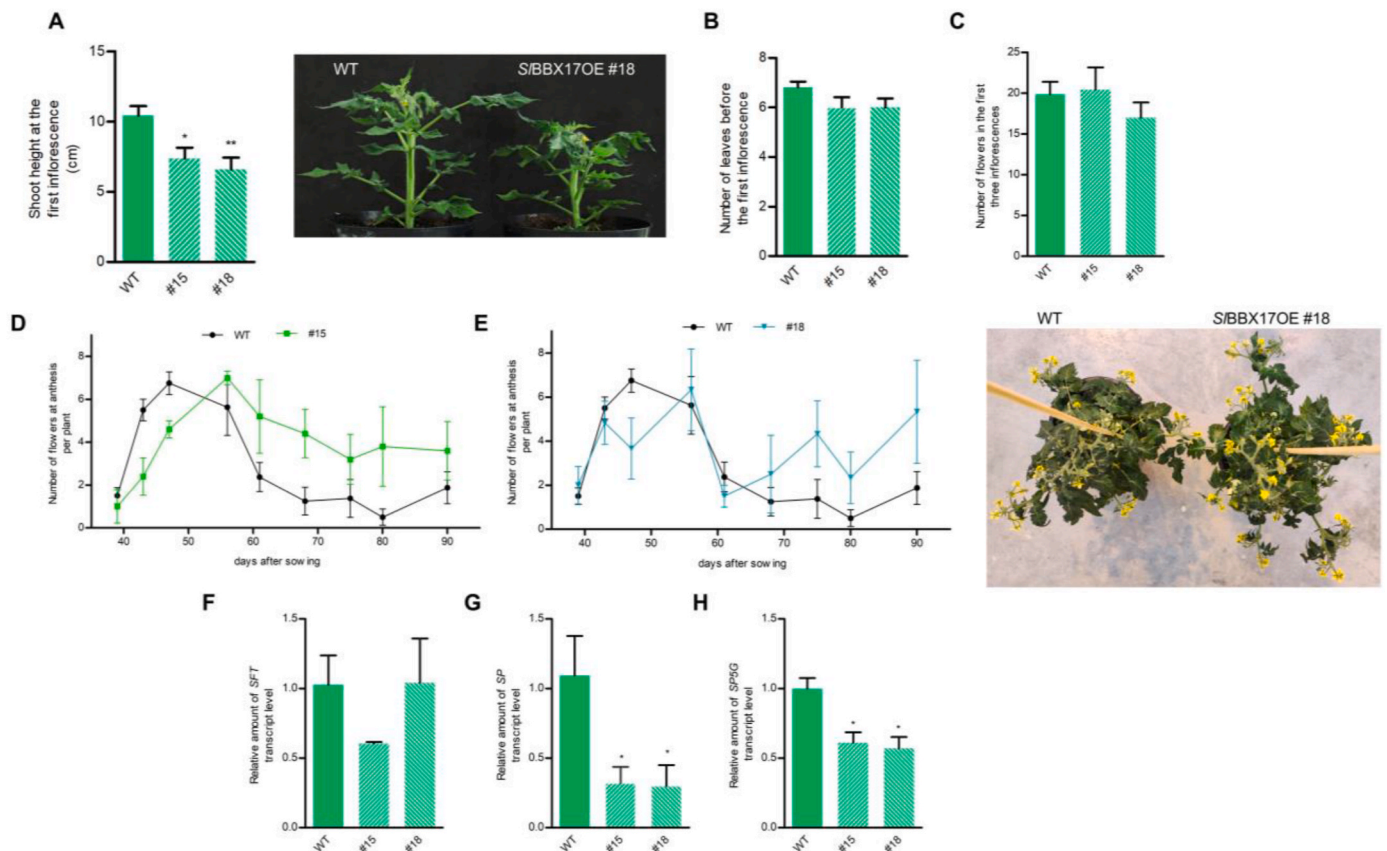 A
Shoot height at the
first inflorescence
(cm)
15
10
5
0
*
**
WT
#15
#18
WT
SlBBX17OE #18
B
Number of leaves before
the first inflorescence
8
6
4
2
0
WT
#15
#18
C
Number of flowers in the first
three inflorescences
25
20
15
10
5
0
WT
#15
#18
D
WT
#15
Number of flowers at anthesis
per plant
8
6
4
2
0
40
50
60
70
80
90
days after sowing
E
WT
#18
Number of flowers at anthesis
per plant
8
6
4
2
0
40
50
60
70
80
90
days after sowing
WT
SlBBX17OE #18
F
Relative amount of SFT
transcript level
1.5
1.0
0.5
0.0
WT
#15
#18
G
Relative amount of SP
transcript level
1.5
1.0
0.5
0.0
*
*
WT
#15
#18
H
Relative amount of SP5G
transcript level
1.5
1.0
0.5
0.0
*
*
WT
#15
#18